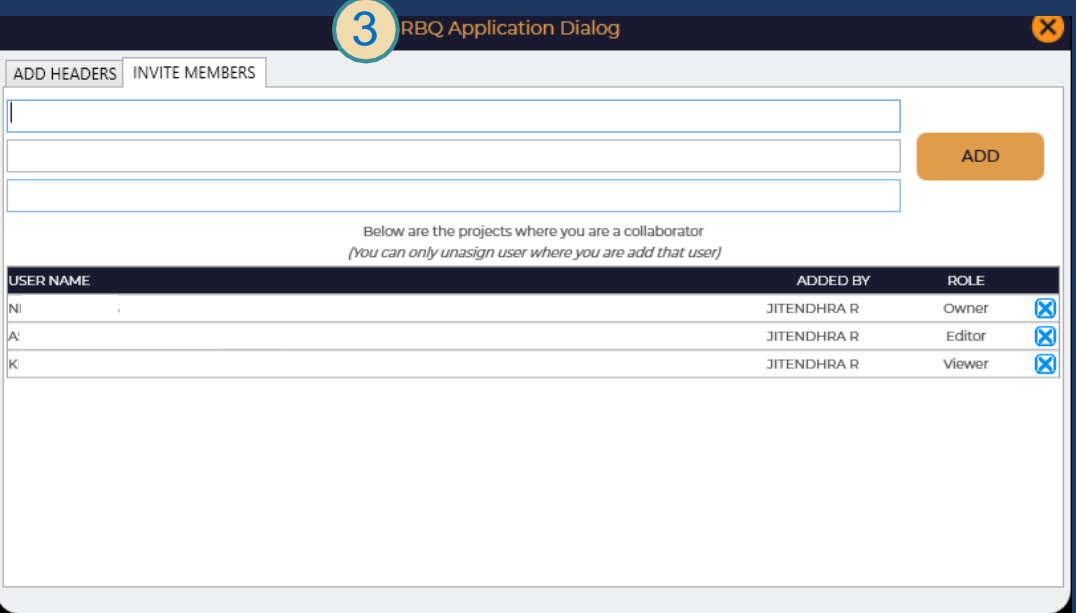 3
RBQ Application Dialog
ADD HEADERS INVITE MEMBERS
ADD
Below are the projects where you are a collaborator
(You can only unasign user where you are add that user)
USER NAME ADDED BY ROLE
JITENDHRA R Owner
JITENDHRA R Editor
JITENDHRA R Viewer